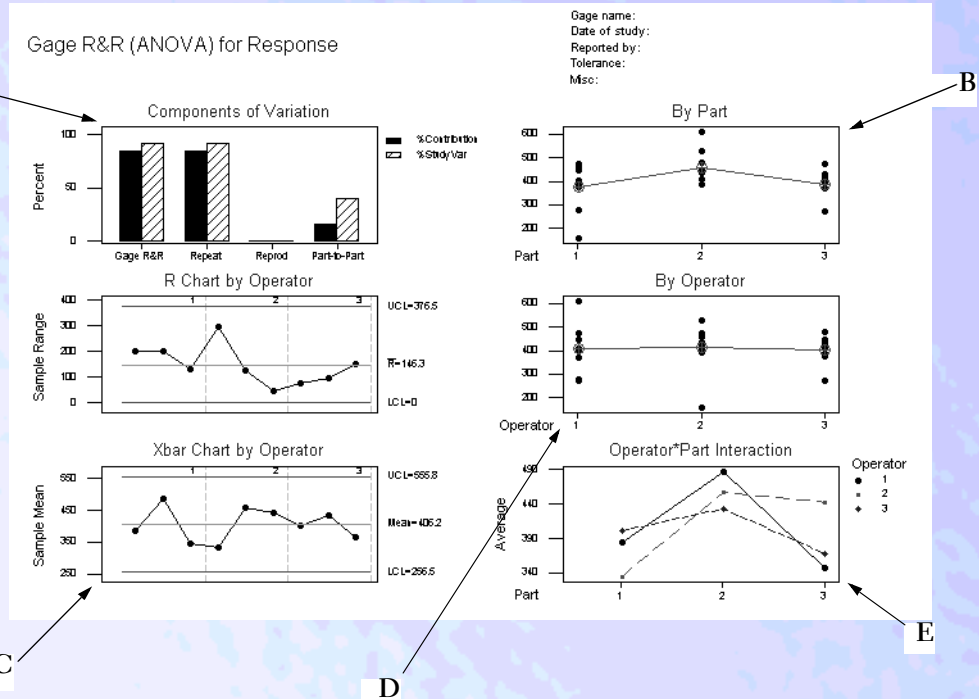 Gage R&R (ANOVA) for Response
Gage name:
Date of study:
Reported by:
Tolerance:
Misc:
B
Components of Variation
100
50
0
Percent
Gage R&R Repeat Reprod Part-to-Part
%Contribution
%Study Var
By Part
600
500
400
300
200
Part 1 2 3
R Chart by Operator
400
300
200
100
0
Sample Range
1 2 3
UCL=376.5
R=146.3
LCL=0
By Operator
600
500
400
300
200
Operator 1 2 3
Xbar Chart by Operator
550
450
350
250
Sample Mean
1 2 3
UCL=555.8
Mean=406.2
LCL=256.5
Operator*Part Interaction
490
440
390
340
Average
Part 1 2 3
Operator
1
2
3
E
C
D